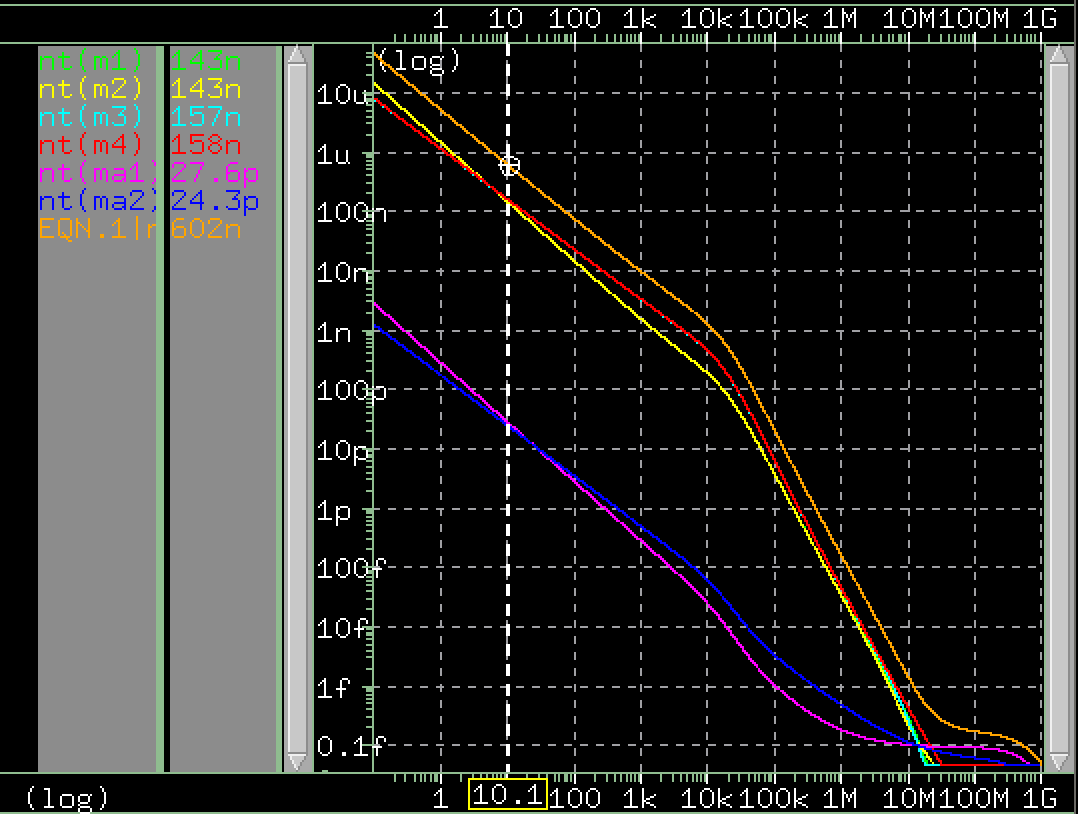 1 10 100 1k 10k 100k 1M 10M 100M 1G
nt(m1) 143n
nt(m2) 143n
nt(m3) 157n
nt(m4) 158n
nt(ma1) 27.6p
nt(ma2) 24.3p
EQN.1|r 602n
(log)
10u
1u
100n
10n
1n
100p
10p
1p
100f
10f
1f
0.1f
(log) 1 10.1 100 1k 10k 100k 1M 10M 100M 1G